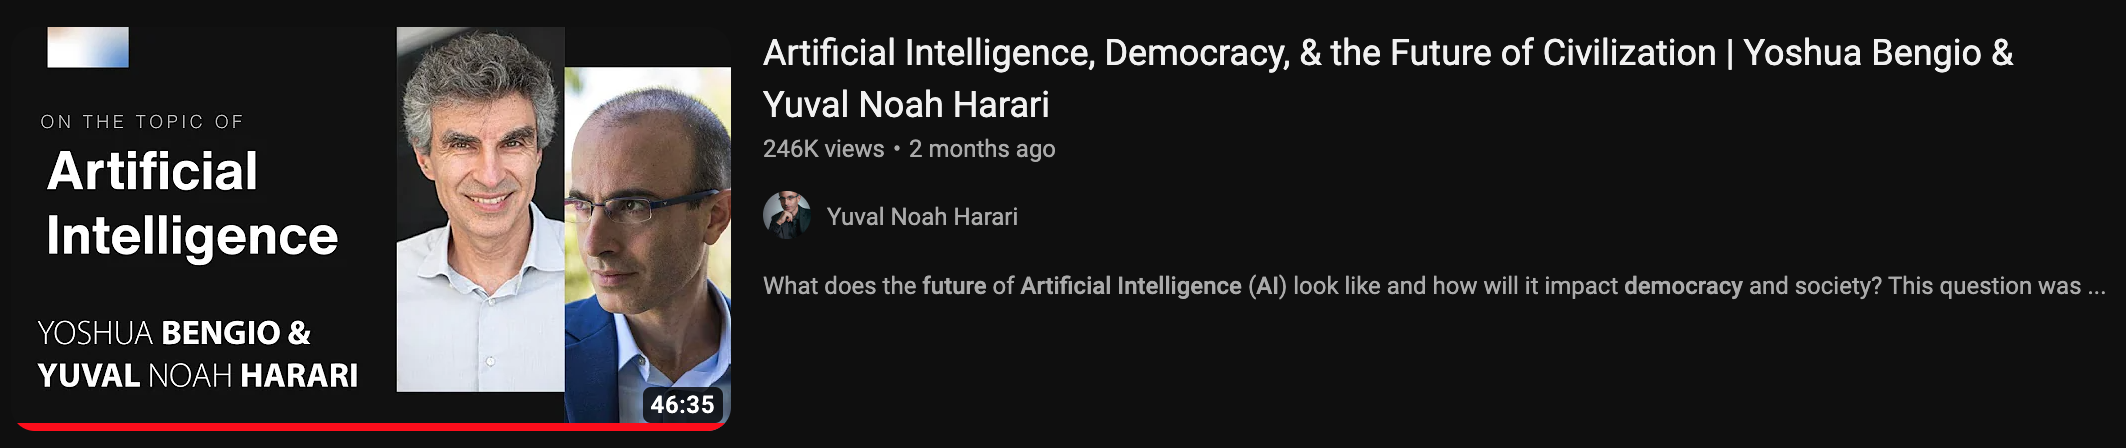 ON THE TOPIC OF
Artificial
Intelligence
YOSHUA BENGIO &
YUVAL NOAH HARARI
46:35
Artificial Intelligence, Democracy, & the Future of Civilization | Yoshua Bengio &
Yuval Noah Harari
246K views • 2 months ago
Yuval Noah Harari
What does the future of Artificial Intelligence (AI) look like and how will it impact democracy and society? This question was ...